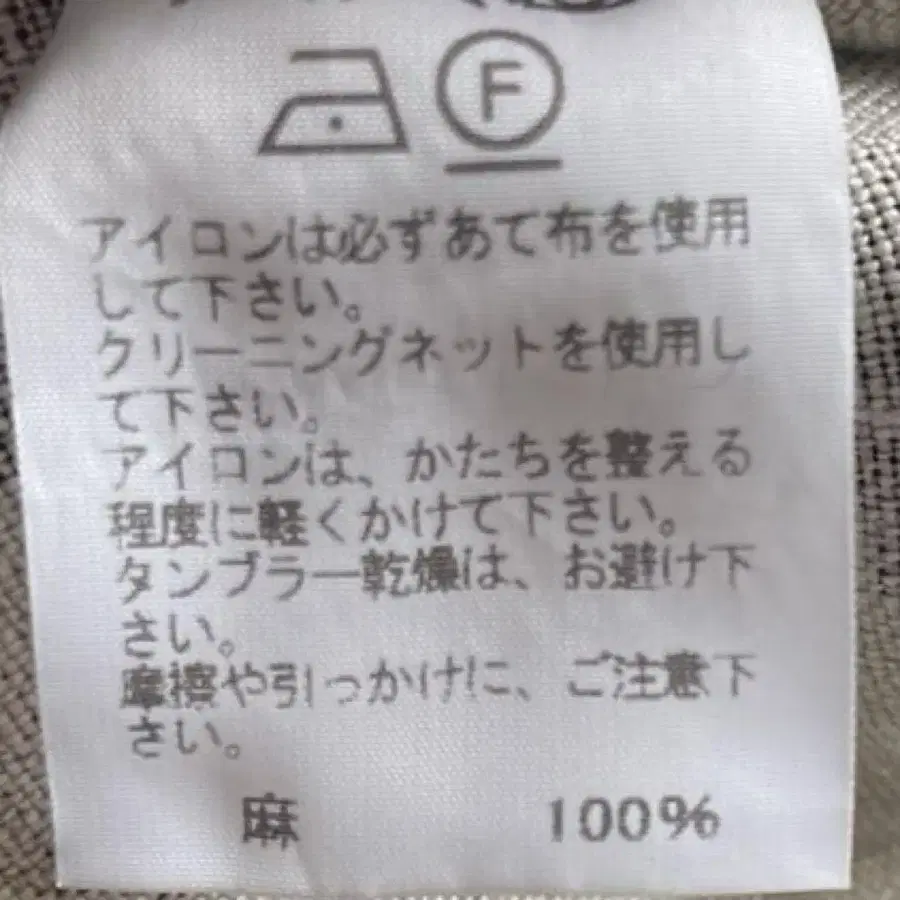 F
アイロンは必ずあて布を使用
して下さい。
クリーニングネットを使用し
て下さい。
アイロンは、かたちを整える
程度に軽くかけて下さい。
タンブラー乾燥は、お避け下
さい。
摩擦や引っかけに、ご注意下
さい。
麻 100%